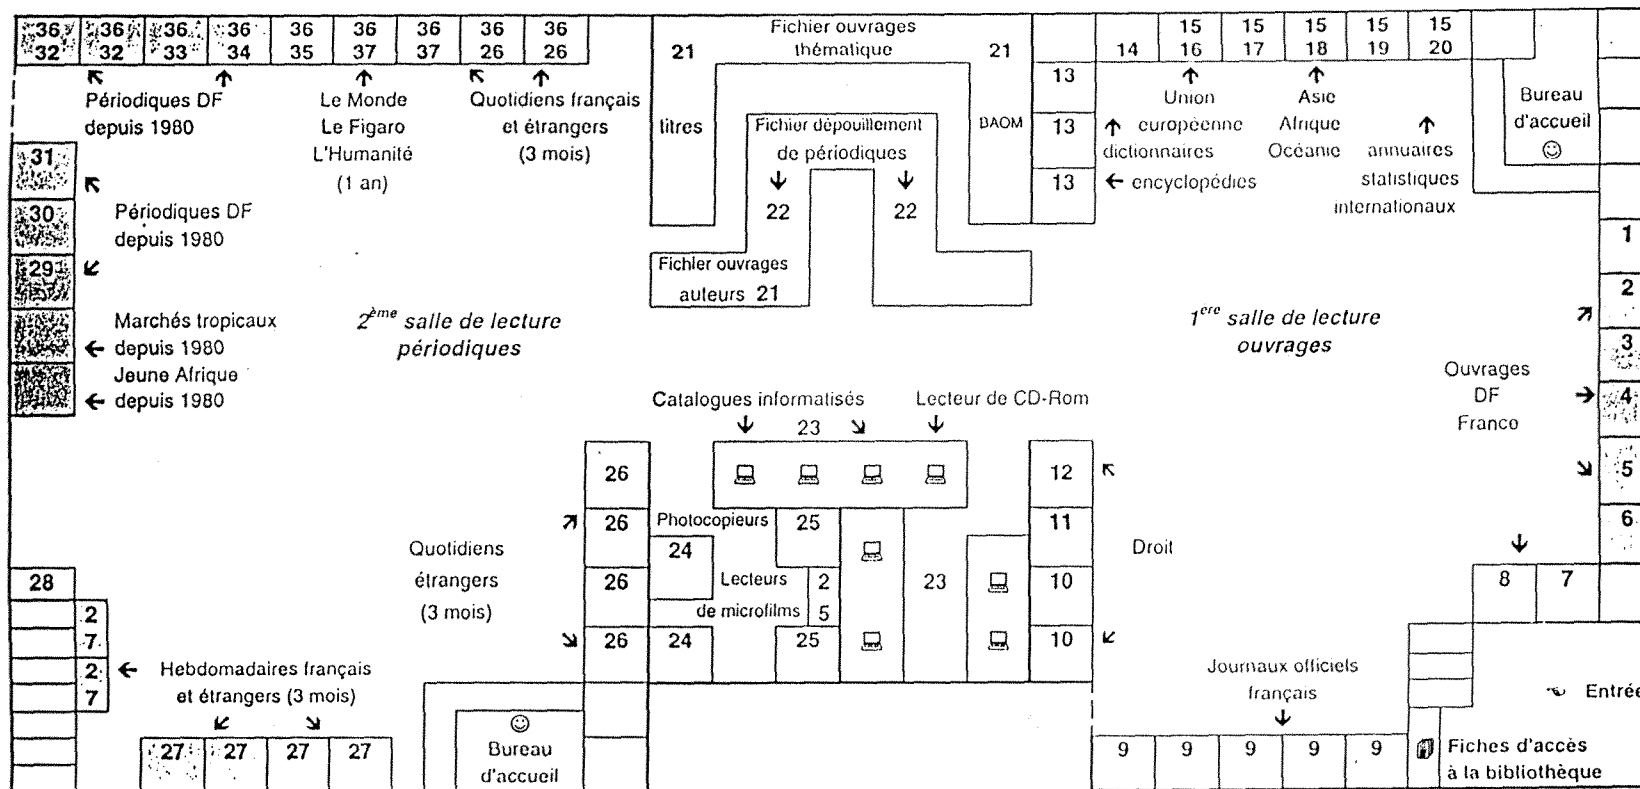 36 36 36 36 36 36 36 36 36
32 32 33 34 35 37 37 26 26
Périodiques DF
depuis 1980
Le Monde
Le Figaro
L'Humanité
(1 an)
Quotidiens français
et étrangers
(3 mois)
31
30
29
Périodiques DF
depuis 1980
Marchés tropicaux
depuis 1980
Jeune Afrique
depuis 1980
2ème salle de lecture
périodiques
21
Fichier ouvrages
thématique
21
titres
BAOM
Fichier dépouillement
de périodiques
22 22
Fichier ouvrages
auteurs 21
13
13
13
14
15 15 15 15 15
16 17 18 19 20
Union
européenne
Asie
Afrique
Océanie
dictionnaires
encyclopédies
annuaires
statistiques
internationaux
Bureau
d'accueil
1ère salle de lecture
ouvrages
1
2
3
4
5
6
Ouvrages
DF
Franco
8 7
Catalogues informatisés
23
Lecteur de CD-Rom
26
26
26
26
Quotidiens
étrangers
(3 mois)
Photocopieurs
24
25
Lecteurs
de microfilms
2
5
24
25
23
12
11
10
10
Droit
28
2
7
2
7
Hebdomadaires français
et étrangers (3 mois)
27 27 27 27
Bureau
d'accueil
Journaux officiels
français
9 9 9 9 9
Entrée
Fiches d'accès
à la bibliothèque